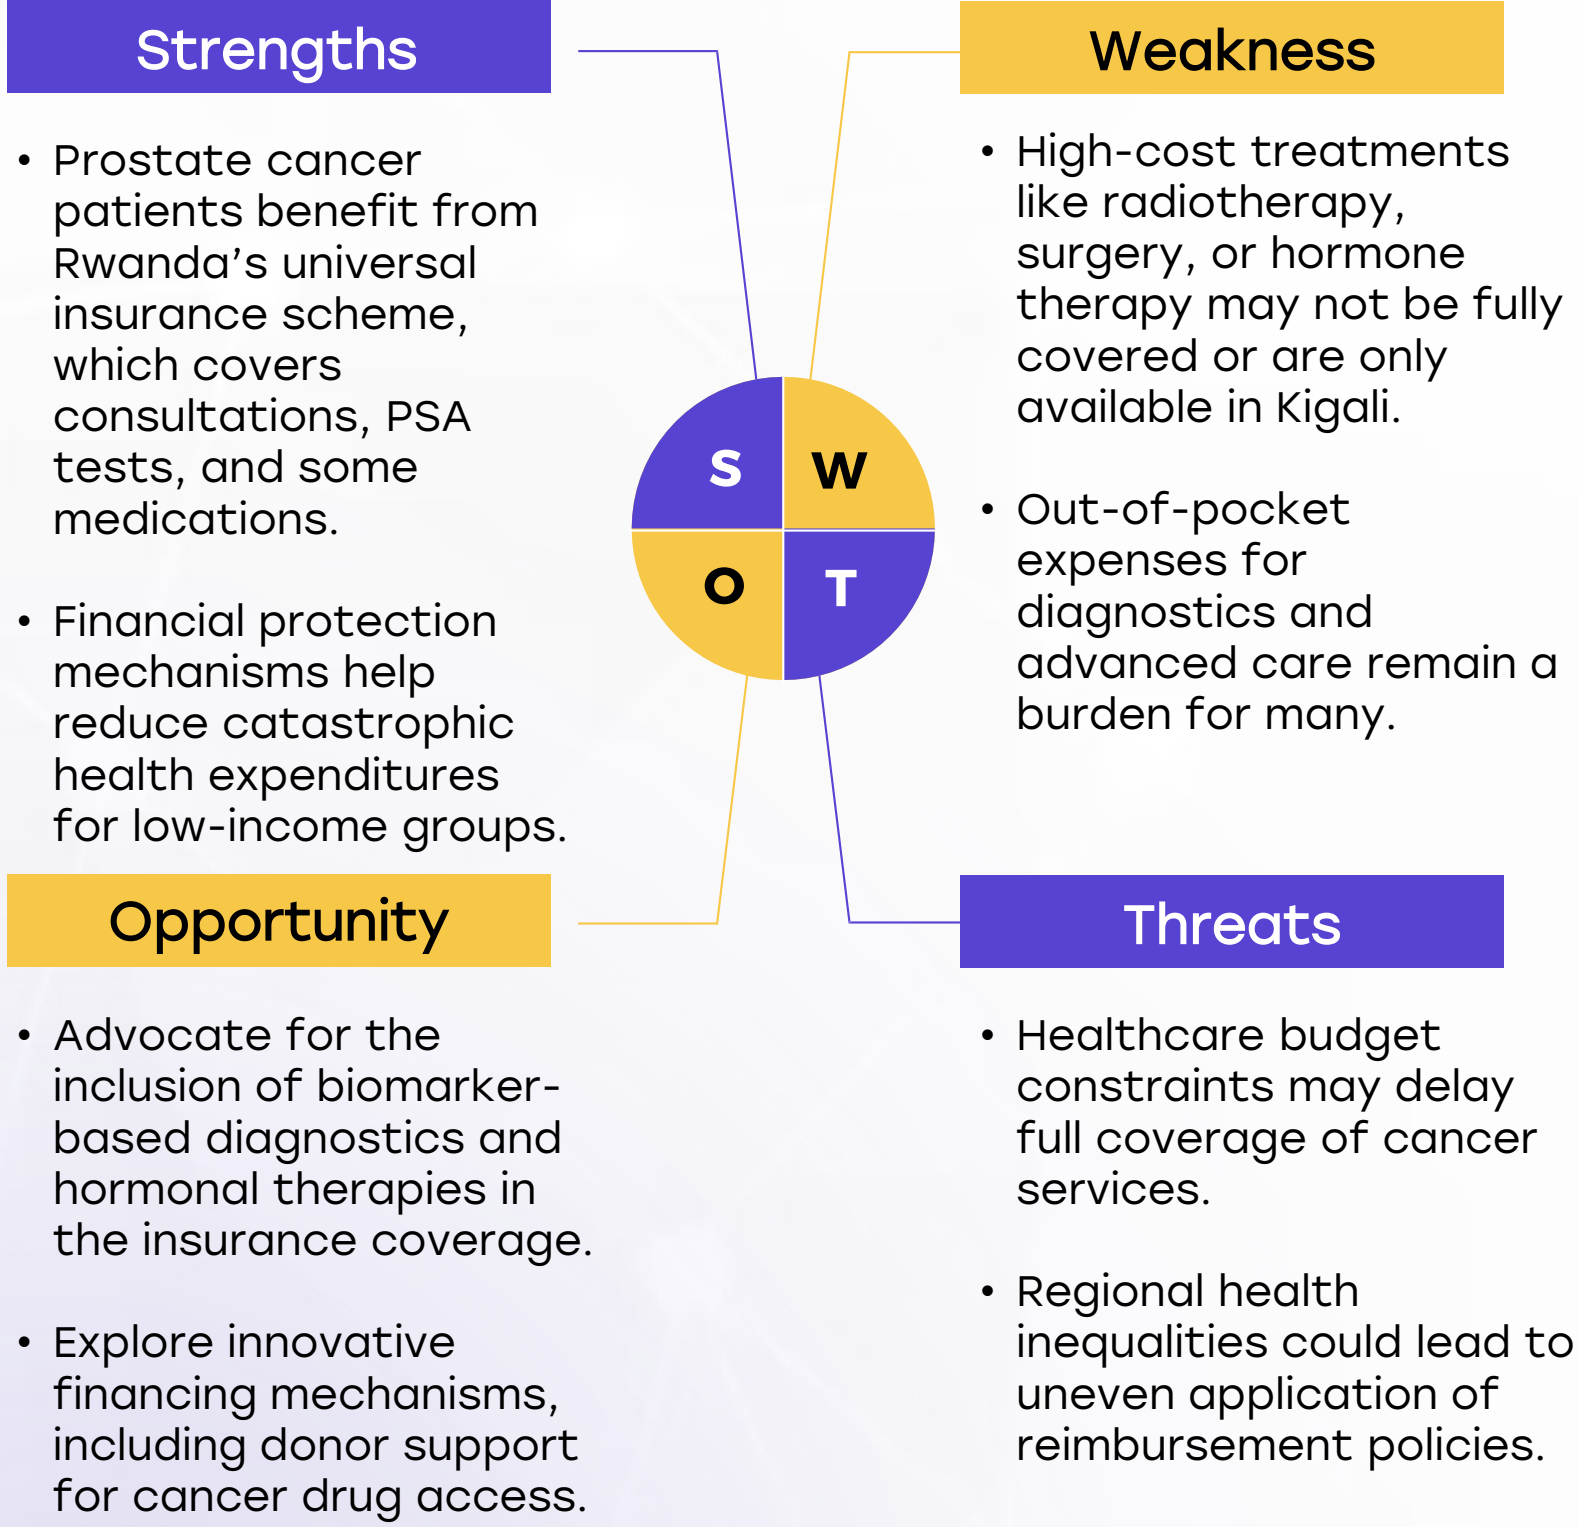 Strengths
• Prostate cancer
patients benefit from
Rwanda’s universal
insurance scheme,
which covers
consultations, PSA
tests, and some
medications.
• Financial protection
mechanisms help
reduce catastrophic
health expenditures
for low-income groups.
Weakness
• High-cost treatments
like radiotherapy,
surgery, or hormone
therapy may not be fully
covered or are only
available in Kigali.
• Out-of-pocket
expenses for
diagnostics and
advanced care remain a
burden for many.
S
W
O
T
Opportunity
• Advocate for the
inclusion of biomarker-
based diagnostics and
hormonal therapies in
the insurance coverage.
• Explore innovative
financing mechanisms,
including donor support
for cancer drug access.
Threats
• Healthcare budget
constraints may delay
full coverage of cancer
services.
• Regional health
inequalities could lead to
uneven application of
reimbursement policies.